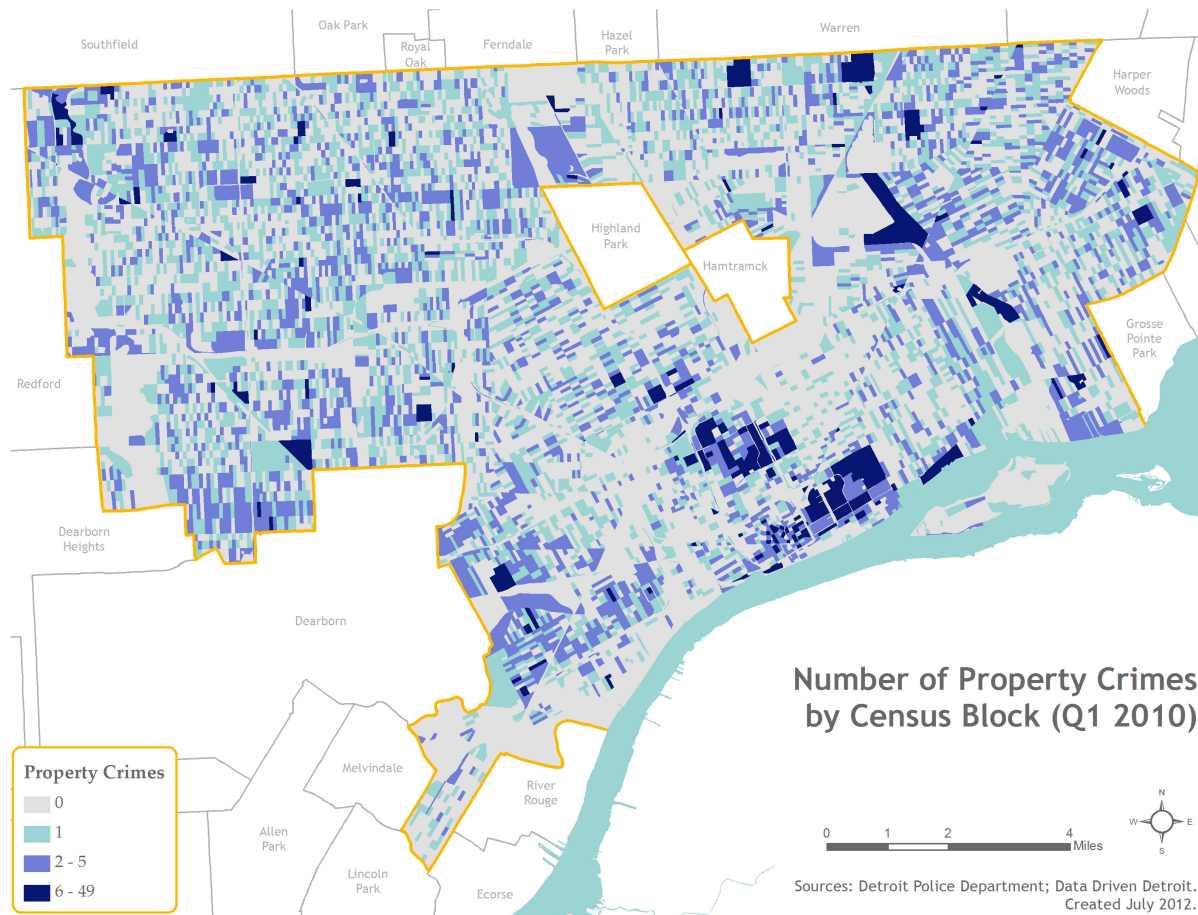 Oak Park
Southfield
Royal
Oak
Ferndale
Hazel
Park
Warren
Harper
Woods
Highland
Park
Hamtramck
Grosse
Pointe
Park
Redford
Dearborn
Heights
Dearborn
Melvindale
River
Rouge
Allen
Park
Lincoln
Park
Ecorse
Number of Property Crimes
by Census Block (Q1 2010)
Property Crimes
0
1
2 - 5
6 - 49
N
W E
S
0 1 2 4
Miles
Sources: Detroit Police Department; Data Driven Detroit.
Created July 2012.